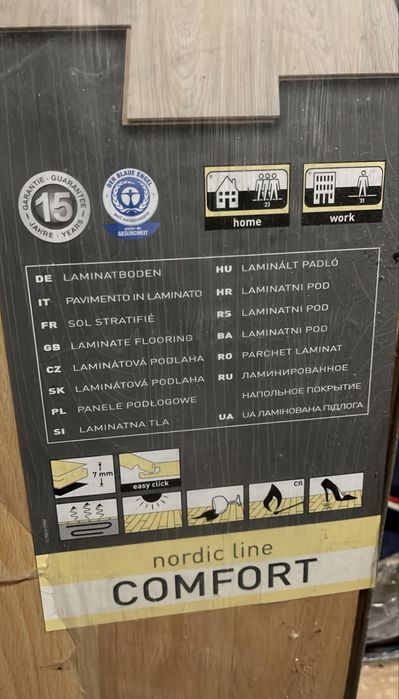 GARANTIE · GUARANTEE
15
JAHRE · YEARS
DER BLAUE ENGEL
weil emissionsarm
GESUNDHEIT
23
home
31
work
DE LAMINATBODEN
IT PAVIMENTO IN LAMINATO
FR SOL STRATIFIÉ
GB LAMINATE FLOORING
CZ LAMINÁTOVÁ PODLAHA
SK LAMINÁTOVÁ PODLAHA
PL PANELE PODŁOGOWE
SI LAMINATNA TLA
HU LAMINÁLT PADLÓ
HR LAMINATNI POD
RS LAMINATNI POD
BA LAMINATNI POD
RO PARCHET LAMINAT
RU ЛАМИНИРОВАННОЕ
НАПОЛЬНОЕ ПОКРЫТИЕ
UA UA ЛАМІНОВАНА ПІДЛОГА
7 mm
easy click
Cfl
nordic line
COMFORT